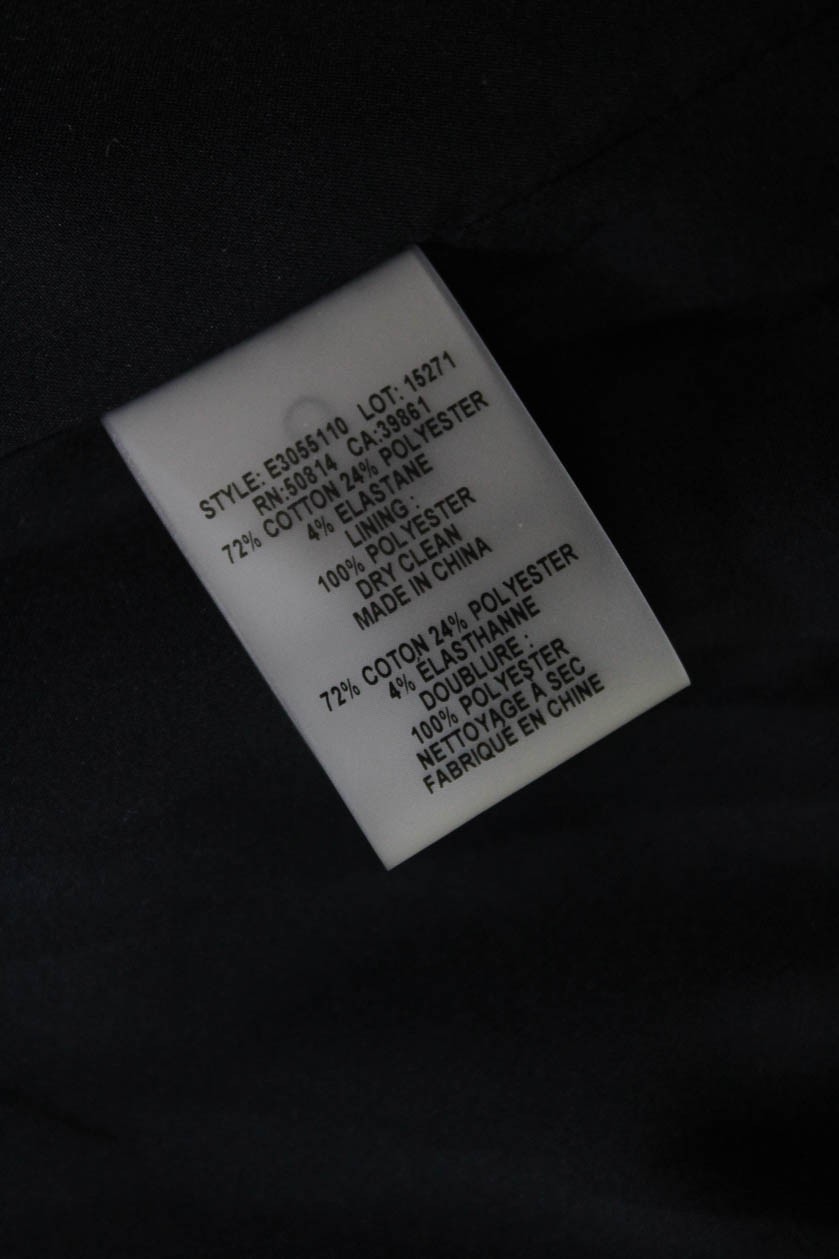 STYLE: E3055110 LOT: 15271
RN:50814 CA:39861
72% COTTON 24% POLYESTER
4% ELASTANE
LINING :
100% POLYESTER
DRY CLEAN
MADE IN CHINA
72% COTON 24% POLYESTER
4% ÉLASTHANNE
DOUBLURE :
100% POLYESTER
NETTOYAGE À SEC
FABRIQUÉ EN CHINE